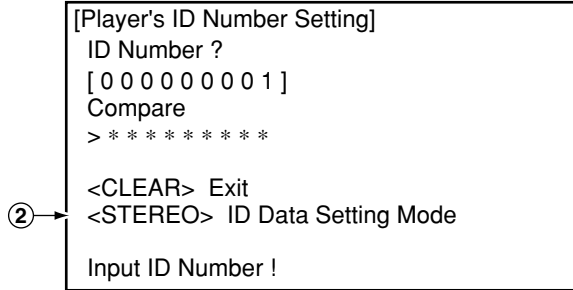 [Player's ID Number Setting]
ID Number ?
[ 0 0 0 0 0 0 0 0 1 ]
Compare
> * * * * * * * * *
<CLEAR> Exit
② <STEREO> ID Data Setting Mode
Input ID Number !